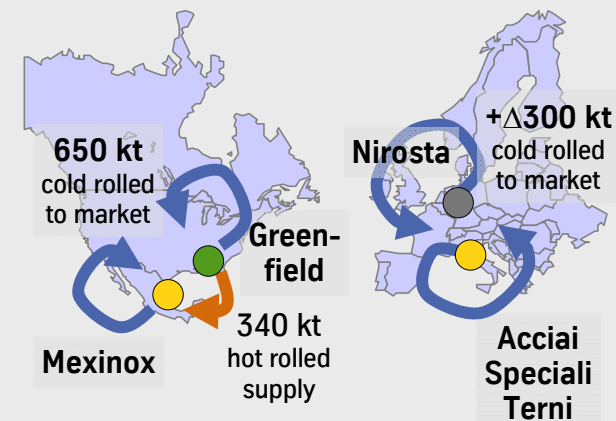 650 kt
cold rolled
to market
Green-
field
340 kt
hot rolled
supply
Mexinox
Nirosta
+Δ300 kt
cold rolled
to market
Acciai
Speciali
Terni